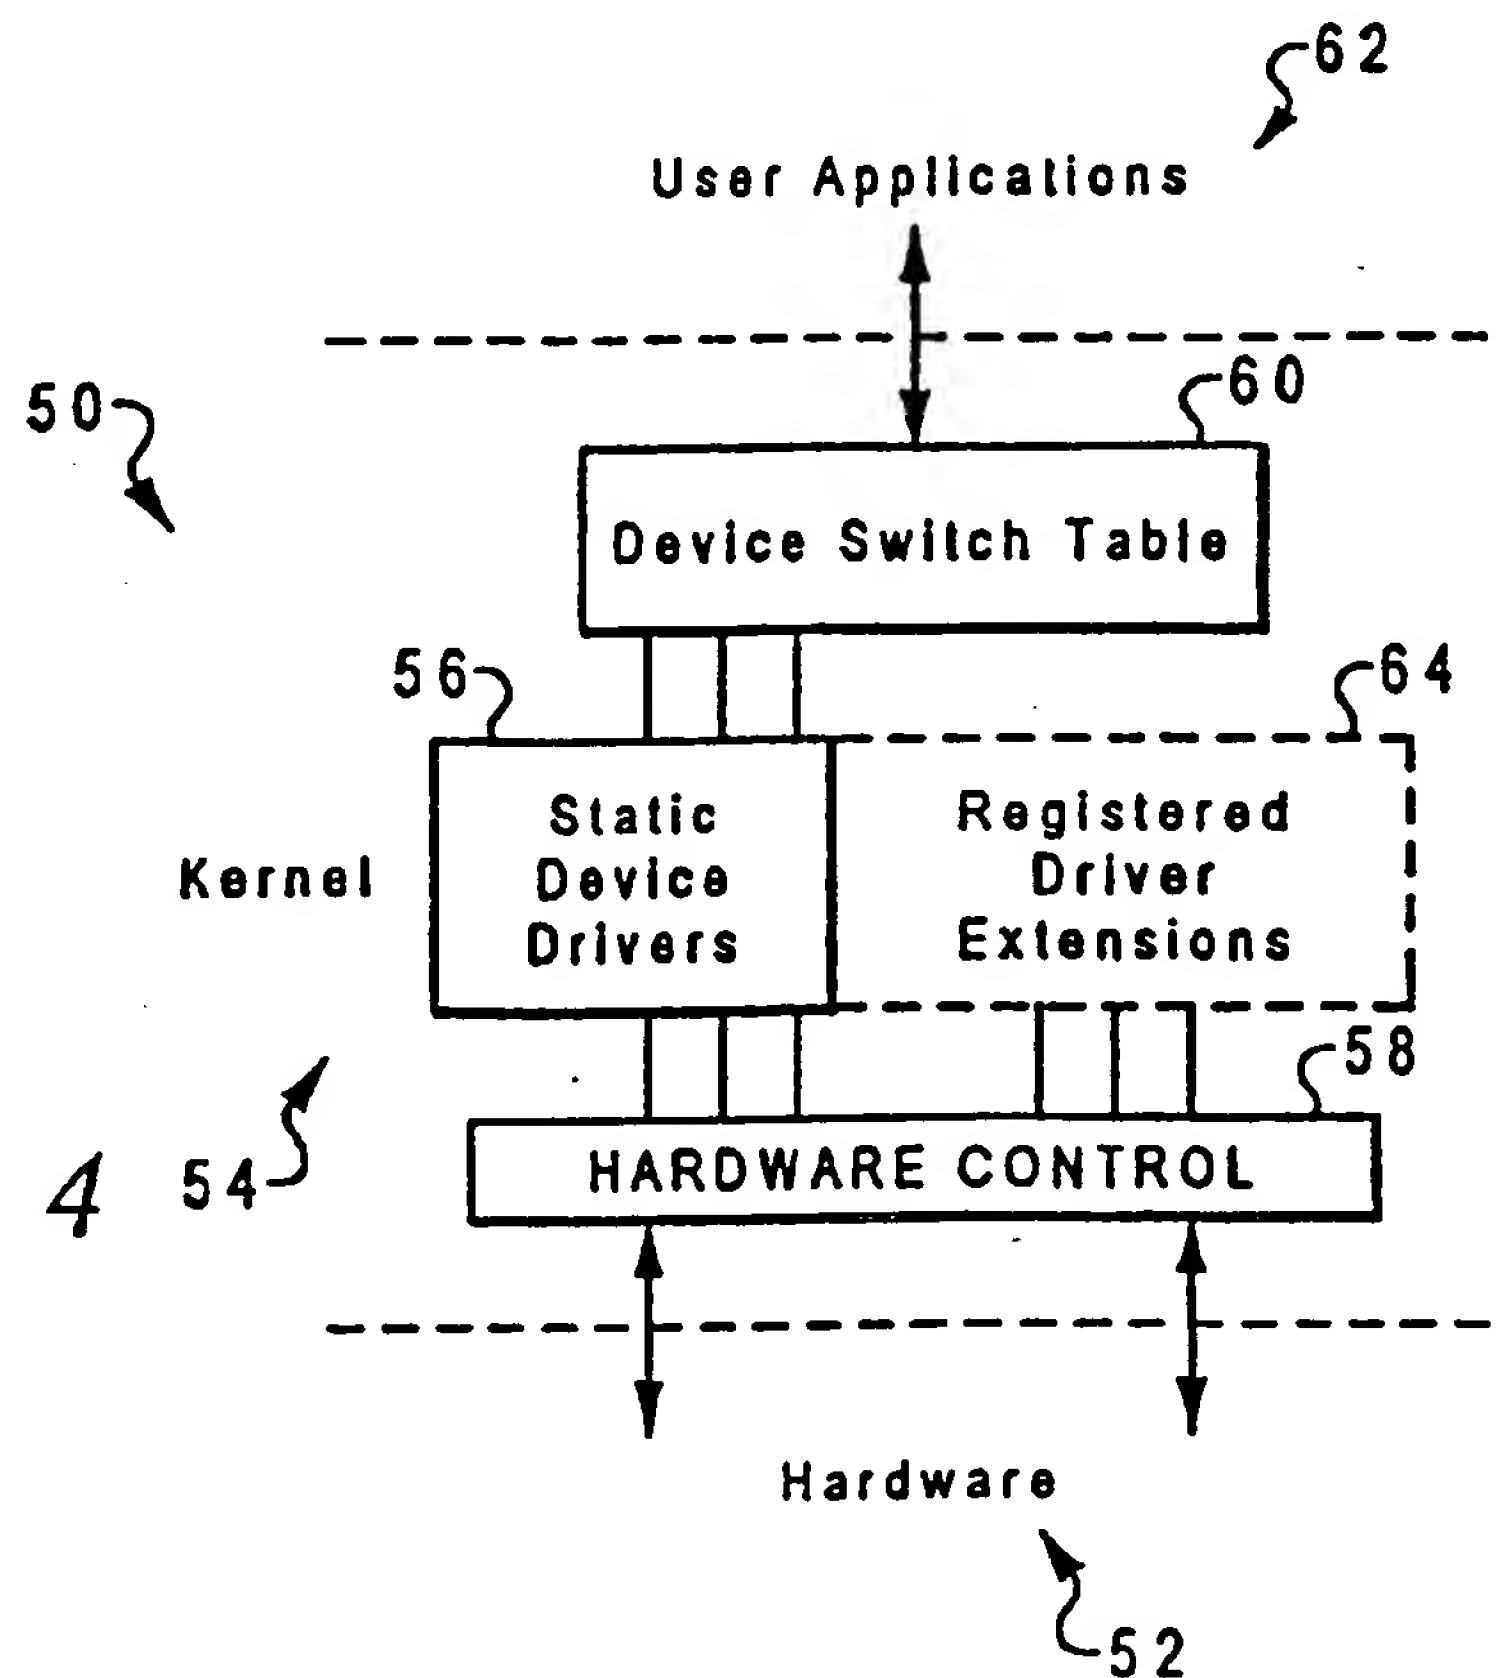 62
User Applications
50
60
Device Switch Table
56
64
Static
Device
Drivers
Registered
Driver
Extensions
Kernel
58
HARDWARE CONTROL
4
54
Hardware
52